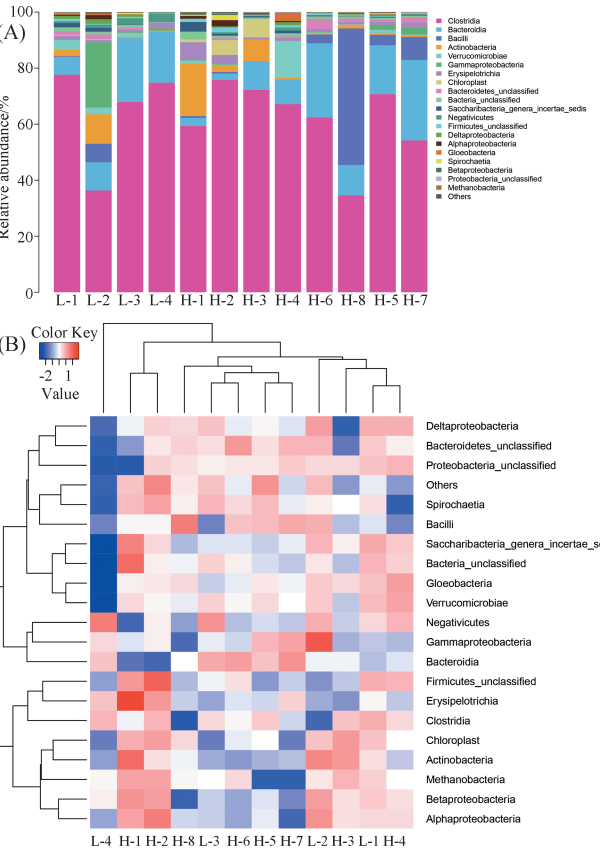 (A)
Relative abundance/%
100
80
60
40
20
0
L-1 L-2 L-3 L-4 H-1 H-2 H-3 H-4 H-6 H-8 H-5 H-7
Clostridia
Bacteroidia
Bacilli
Actinobacteria
Verrucomicrobiae
Gammaproteobacteria
Erysipelotrichia
Chloroplast
Bacteroidetes_unclassified
Bacteria_unclassified
Saccharibacteria_genera_incertae_sedis
Negativicutes
Firmicutes_unclassified
Deltaproteobacteria
Alphaproteobacteria
Gloeobacteria
Spirochaetia
Betaproteobacteria
Proteobacteria_unclassified
Methanobacteria
Others
(B)
Color Key
-2 1
Value
Deltaproteobacteria
Bacteroidetes_unclassified
Proteobacteria_unclassified
Others
Spirochaetia
Bacilli
Saccharibacteria_genera_incertae_se
Bacteria_unclassified
Gloeobacteria
Verrucomicrobiae
Negativicutes
Gammaproteobacteria
Bacteroidia
Firmicutes_unclassified
Erysipelotrichia
Clostridia
Chloroplast
Actinobacteria
Methanobacteria
Betaproteobacteria
Alphaproteobacteria
L-4 H-1 H-2 H-8 L-3 H-6 H-5 H-7 L-2 H-3 L-1 H-4